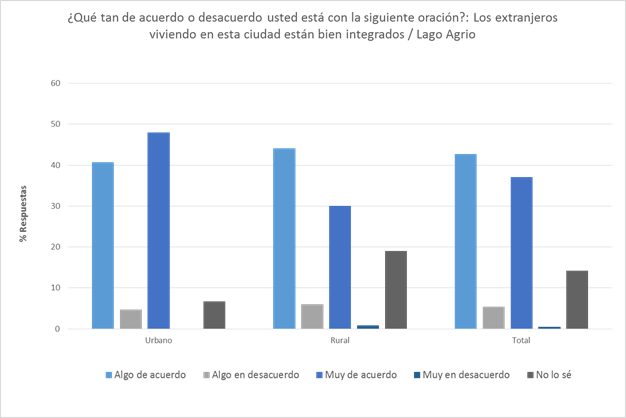 ¿Qué tan de acuerdo o desacuerdo usted está con la siguiente oración?: Los extranjeros
viviendo en esta ciudad están bien integrados / Lago Agrio
60
50
40
30
20
10
0
% Respuestas
Urbano Rural Total
Algo de acuerdo Algo en desacuerdo Muy de acuerdo Muy en desacuerdo No lo sé